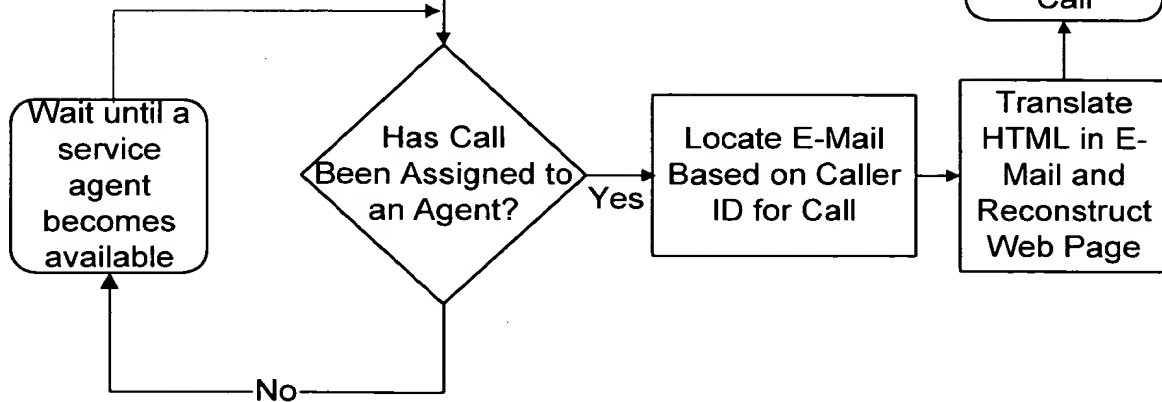 Call
Wait until a
service
agent
becomes
available
Has Call
Been Assigned to
an Agent?
Yes
Locate E-Mail
Based on Caller
ID for Call
Translate
HTML in E-
Mail and
Reconstruct
Web Page
No